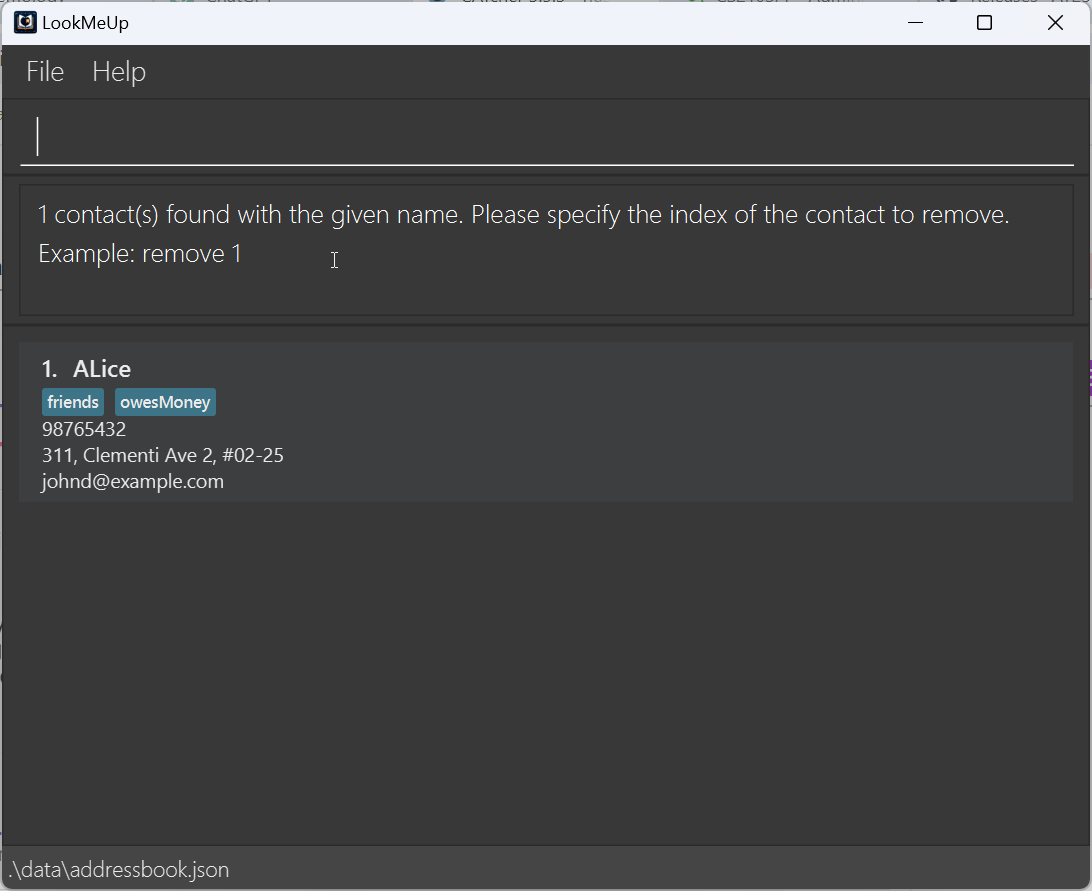 LookMeUp
File Help
1 contact(s) found with the given name. Please specify the index of the contact to remove.
Example: remove 1
1. ALice
friends owesMoney
98765432
311, Clementi Ave 2, #02-25
johnd@example.com
.\data\addressbook.json